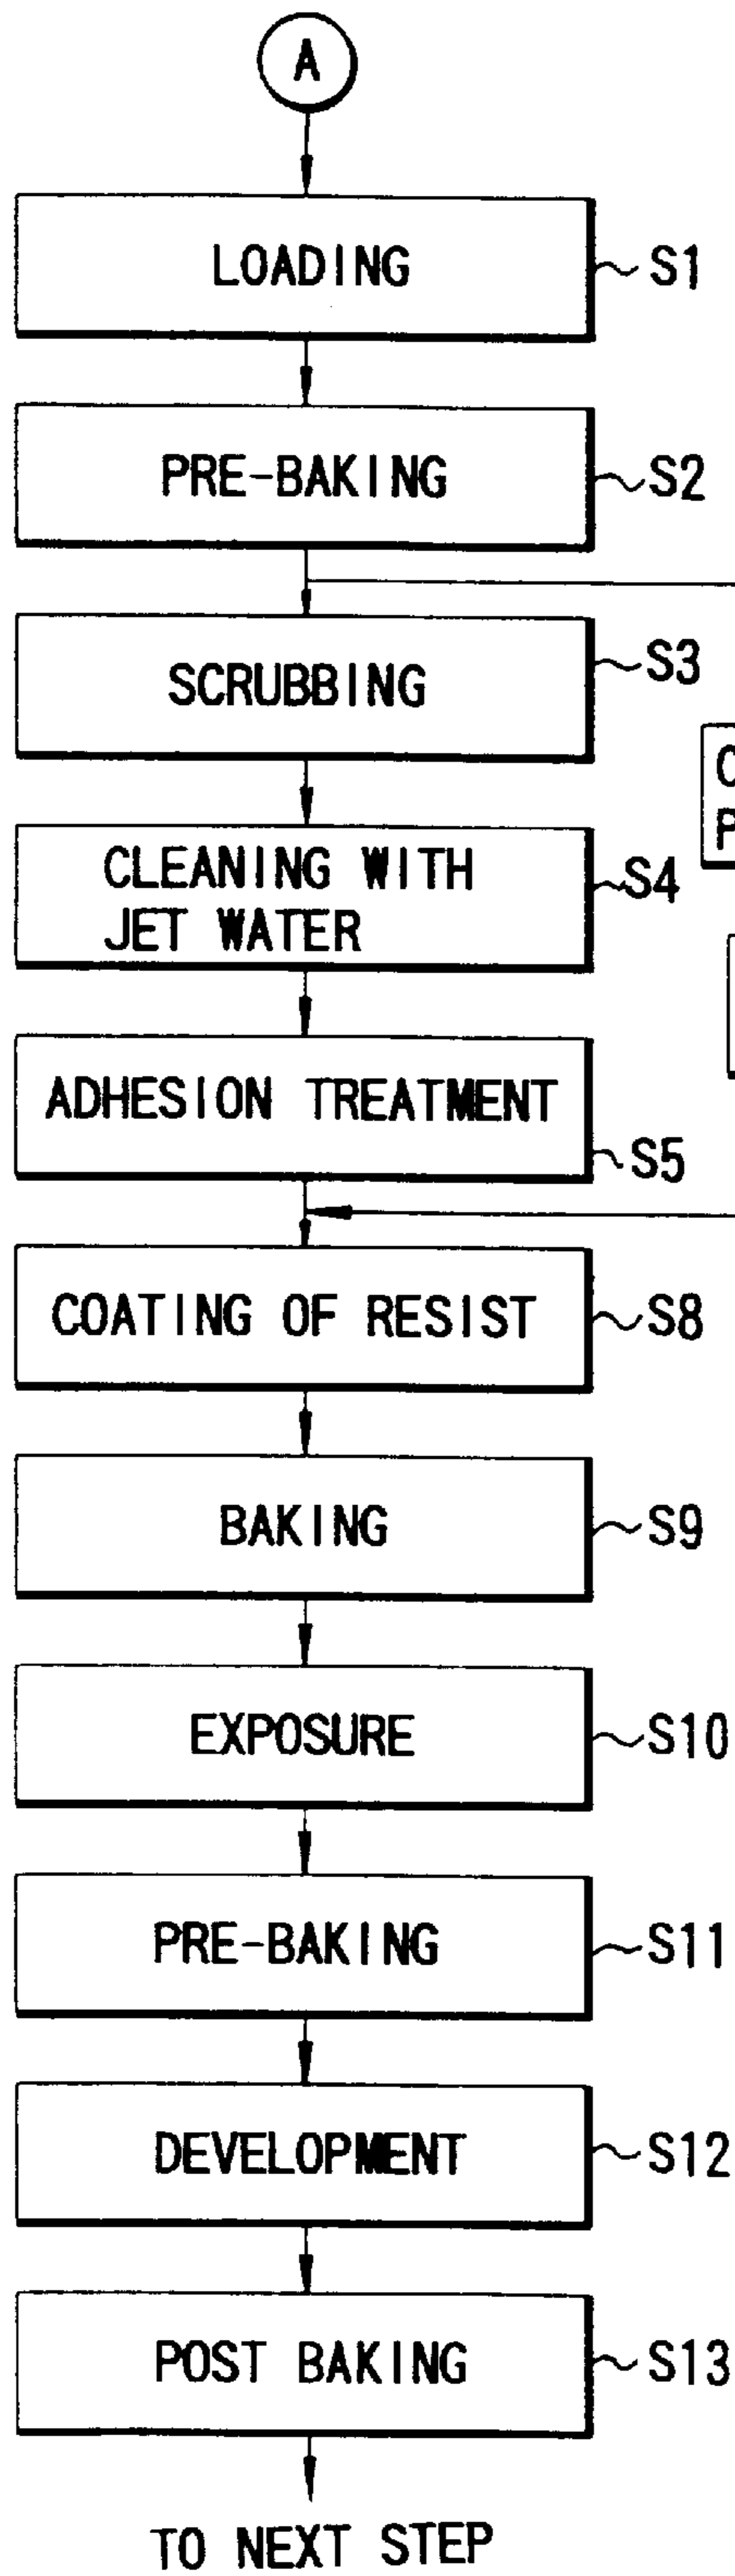 A
LOADING S1
PRE-BAKING S2
SCRUBBING S3
CLEANING WITH S4
JET WATER
ADHESION TREATMENT
S5
COATING OF RESIST S8
BAKING S9
EXPOSURE S10
PRE-BAKING S11
DEVELOPMENT S12
POST BAKING S13
TO NEXT STEP